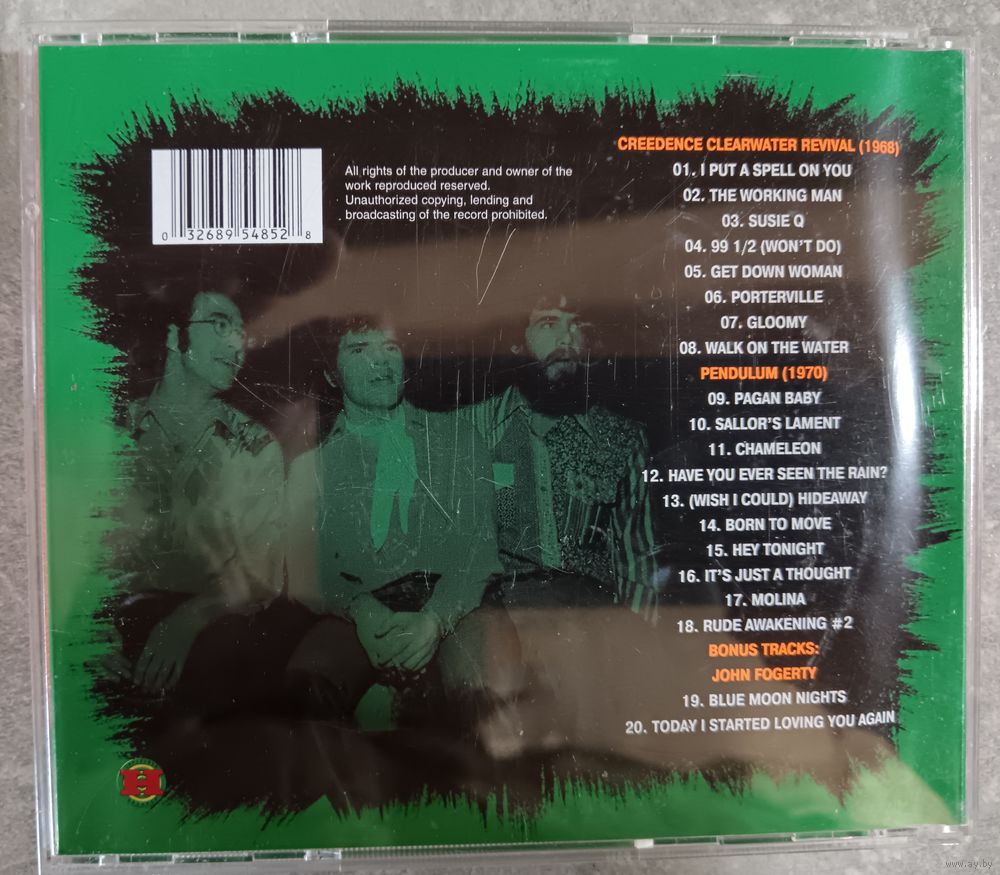 All rights of the producer and owner of the
work reproduced reserved.
Unauthorized copying, lending and
broadcasting of the record prohibited.
0 32689 54852 8
CREEDENCE CLEARWATER REVIVAL (1968)
01. I PUT A SPELL ON YOU
02. THE WORKING MAN
03. SUSIE Q
04. 99 1/2 (WON'T DO)
05. GET DOWN WOMAN
06. PORTERVILLE
07. GLOOMY
08. WALK ON THE WATER
PENDULUM (1970)
09. PAGAN BABY
10. SALLOR'S LAMENT
11. CHAMELEON
12. HAVE YOU EVER SEEN THE RAIN?
13. (WISH I COULD) HIDEAWAY
14. BORN TO MOVE
15. HEY TONIGHT
16. IT'S JUST A THOUGHT
17. MOLINA
18. RUDE AWAKENING #2
BONUS TRACKS:
JOHN FOGERTY
19. BLUE MOON NIGHTS
20. TODAY I STARTED LOVING YOU AGAIN
H
www.ay.by